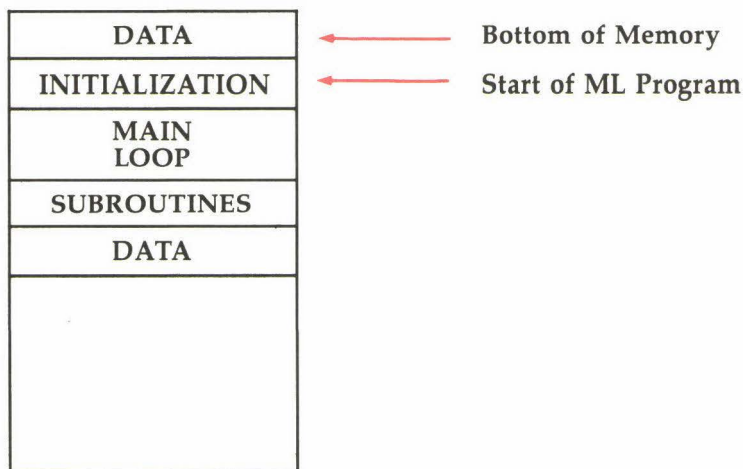 DATA
Bottom of Memory
INITIALIZATION
Start of ML Program
MAIN
LOOP
SUBROUTINES
DATA